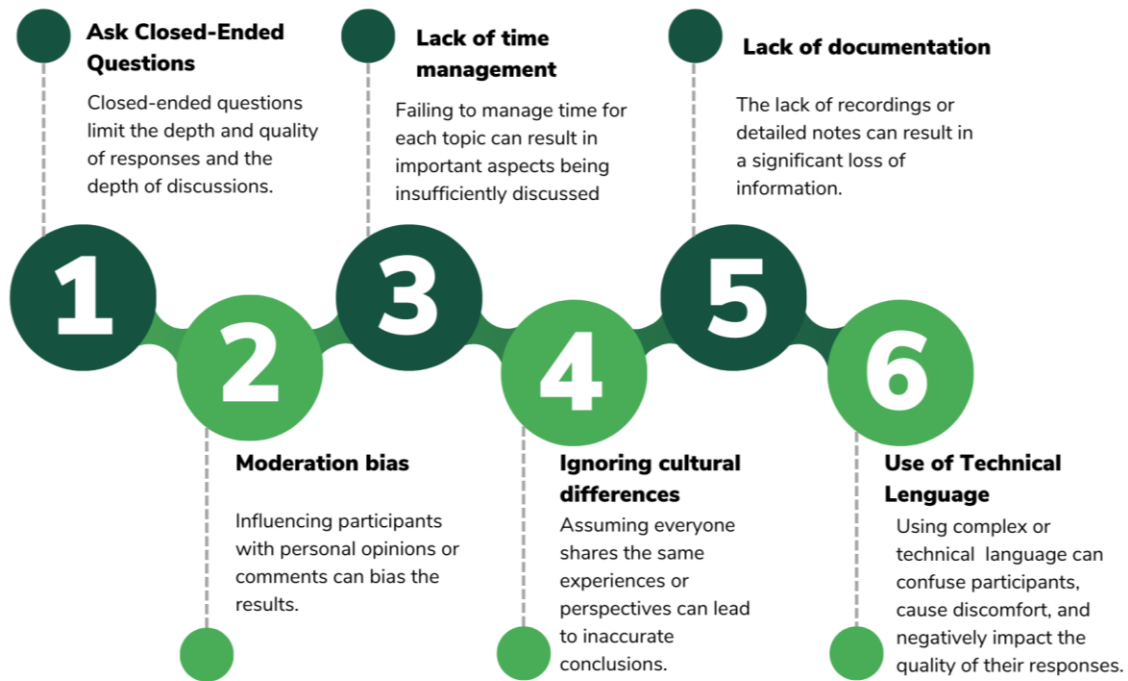 1
Ask Closed-Ended
Questions
Closed-ended questions
limit the depth and quality
of responses and the
depth of discussions.
2
Moderation bias
Influencing participants
with personal opinions or
comments can bias the
results.
3
Lack of time
management
Failing to manage time for
each topic can result in
important aspects being
insufficiently discussed
4
Ignoring cultural
differences
Assuming everyone
shares the same
experiences or
perspectives can lead
to inaccurate
conclusions.
5
Lack of documentation
The lack of recordings or
detailed notes can result in
a significant loss of
information.
6
Use of Technical
Lenguage
Using complex or
technical language can
confuse participants,
cause discomfort, and
negatively impact the
quality of their responses.